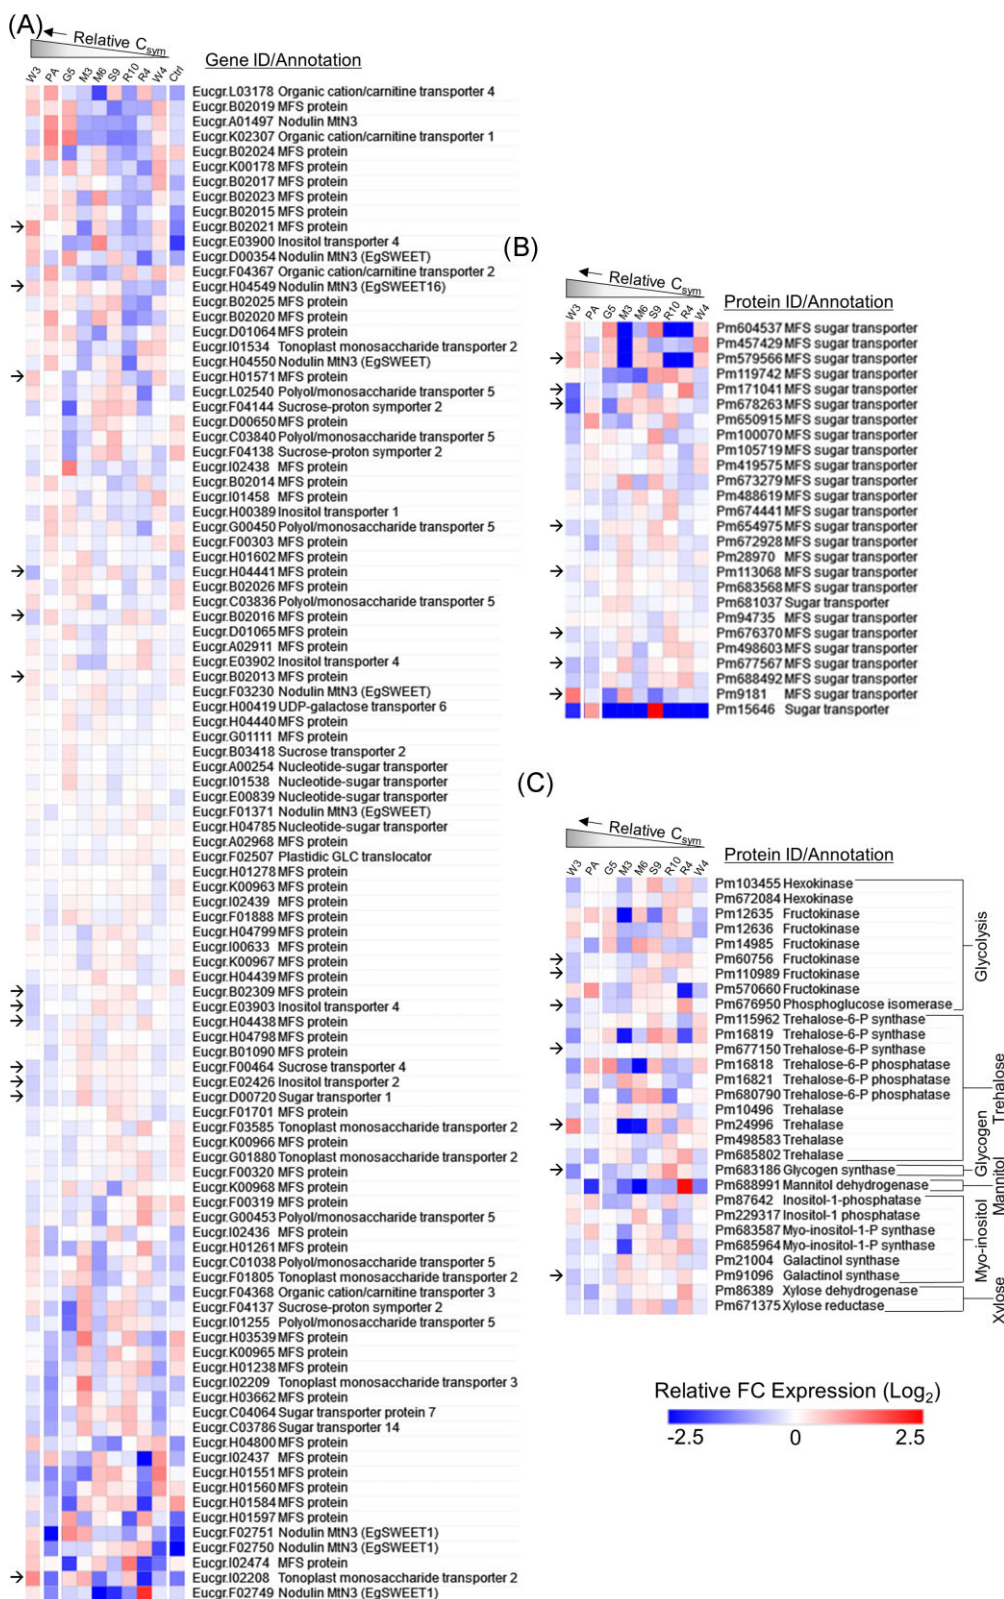 (A)
Relative Csym
W3 PA G5 M3 M6 S9 R10 R4 W4 Ctrl
Gene ID/Annotation
Eucgr.L03178 Organic cation/carnitine transporter 4
Eucgr.B02019 MFS protein
Eucgr.A01497 Nodulin MtN3
Eucgr.K02307 Organic cation/carnitine transporter 1
Eucgr.B02024 MFS protein
Eucgr.K00178 MFS protein
Eucgr.B02017 MFS protein
Eucgr.B02023 MFS protein
Eucgr.B02015 MFS protein
→ Eucgr.B02021 MFS protein
Eucgr.E03900 Inositol transporter 4
Eucgr.D00354 Nodulin MtN3 (EgSWEET)
Eucgr.F04367 Organic cation/carnitine transporter 2
→ Eucgr.H04549 Nodulin MtN3 (EgSWEET16)
Eucgr.B02025 MFS protein
Eucgr.B02020 MFS protein
Eucgr.D01064 MFS protein
Eucgr.I01534 Tonoplast monosaccharide transporter 2
Eucgr.H04550 Nodulin MtN3 (EgSWEET)
→ Eucgr.H01571 MFS protein
Eucgr.L02540 Polyol/monosaccharide transporter 5
Eucgr.F04144 Sucrose-proton symporter 2
Eucgr.D00650 MFS protein
Eucgr.C03840 Polyol/monosaccharide transporter 5
Eucgr.F04138 Sucrose-proton symporter 2
Eucgr.I02438 MFS protein
Eucgr.B02014 MFS protein
Eucgr.I01458 MFS protein
Eucgr.H00389 Inositol transporter 1
Eucgr.G00450 Polyol/monosaccharide transporter 5
Eucgr.F00303 MFS protein
Eucgr.H01602 MFS protein
→ Eucgr.H04441 MFS protein
Eucgr.B02026 MFS protein
Eucgr.C03836 Polyol/monosaccharide transporter 5
→ Eucgr.B02016 MFS protein
Eucgr.D01065 MFS protein
Eucgr.A02911 MFS protein
Eucgr.E03902 Inositol transporter 4
→ Eucgr.B02013 MFS protein
Eucgr.F03230 Nodulin MtN3 (EgSWEET)
Eucgr.H00419 UDP-galactose transporter 6
Eucgr.H04440 MFS protein
Eucgr.G01111 MFS protein
Eucgr.B03418 Sucrose transporter 2
Eucgr.A00254 Nucleotide-sugar transporter
Eucgr.I01538 Nucleotide-sugar transporter
Eucgr.E00839 Nucleotide-sugar transporter
Eucgr.F01371 Nodulin MtN3 (EgSWEET)
Eucgr.H04785 Nucleotide-sugar transporter
Eucgr.A02968 MFS protein
Eucgr.F02507 Plastidic GLC translocator
Eucgr.H01278 MFS protein
Eucgr.K00963 MFS protein
Eucgr.I02439 MFS protein
Eucgr.F01888 MFS protein
Eucgr.H04799 MFS protein
Eucgr.I00633 MFS protein
Eucgr.K00967 MFS protein
Eucgr.H04439 MFS protein
→ Eucgr.B02309 MFS protein
→ Eucgr.E03903 Inositol transporter 4
→ Eucgr.H04438 MFS protein
Eucgr.H04798 MFS protein
Eucgr.B01090 MFS protein
→ Eucgr.F00464 Sucrose transporter 4
→ Eucgr.E02426 Inositol transporter 2
→ Eucgr.D00720 Sugar transporter 1
Eucgr.F01701 MFS protein
Eucgr.F03585 Tonoplast monosaccharide transporter 2
Eucgr.K00966 MFS protein
Eucgr.G01880 Tonoplast monosaccharide transporter 2
Eucgr.F00320 MFS protein
Eucgr.K00968 MFS protein
Eucgr.F00319 MFS protein
Eucgr.G00453 Polyol/monosaccharide transporter 5
Eucgr.I02436 MFS protein
Eucgr.H01261 MFS protein
Eucgr.C01038 Polyol/monosaccharide transporter 5
Eucgr.F01805 Tonoplast monosaccharide transporter 2
Eucgr.F04368 Organic cation/carnitine transporter 3
Eucgr.F04137 Sucrose-proton symporter 2
Eucgr.I01255 Polyol/monosaccharide transporter 5
Eucgr.H03539 MFS protein
Eucgr.K00965 MFS protein
Eucgr.H01238 MFS protein
Eucgr.I02209 Tonoplast monosaccharide transporter 3
Eucgr.H03662 MFS protein
Eucgr.C04064 Sugar transporter protein 7
Eucgr.C03786 Sugar transporter 14
Eucgr.H04800 MFS protein
Eucgr.I02437 MFS protein
Eucgr.H01551 MFS protein
Eucgr.H01560 MFS protein
Eucgr.H01584 MFS protein
Eucgr.H01597 MFS protein
Eucgr.F02751 Nodulin MtN3 (EgSWEET1)
Eucgr.F02750 Nodulin MtN3 (EgSWEET1)
Eucgr.I02474 MFS protein
→ Eucgr.I02208 Tonoplast monosaccharide transporter 2
Eucgr.F02749 Nodulin MtN3 (EgSWEET1)
(B)
Relative Csym
W3 PA G5 M3 M6 S9 R10 R4 W4
Protein ID/Annotation
Pm604537 MFS sugar transporter
Pm457429 MFS sugar transporter
→ Pm579566 MFS sugar transporter
Pm119742 MFS sugar transporter
→ Pm171041 MFS sugar transporter
→ Pm678263 MFS sugar transporter
Pm650915 MFS sugar transporter
Pm100070 MFS sugar transporter
Pm105719 MFS sugar transporter
Pm419575 MFS sugar transporter
Pm673279 MFS sugar transporter
Pm488619 MFS sugar transporter
Pm674441 MFS sugar transporter
→ Pm654975 MFS sugar transporter
Pm672928 MFS sugar transporter
Pm28970 MFS sugar transporter
→ Pm113068 MFS sugar transporter
Pm683568 MFS sugar transporter
Pm681037 Sugar transporter
Pm94735 MFS sugar transporter
→ Pm676370 MFS sugar transporter
Pm498603 MFS sugar transporter
→ Pm677567 MFS sugar transporter
Pm688492 MFS sugar transporter
→ Pm9181 MFS sugar transporter
Pm15646 Sugar transporter
(C)
Relative Csym
W3 PA G5 M3 M6 S9 R10 R4 W4
Protein ID/Annotation
Pm103455 Hexokinase
Pm672084 Hexokinase
Pm12635 Fructokinase
Pm12636 Fructokinase
Pm14985 Fructokinase
→ Pm60756 Fructokinase
→ Pm110989 Fructokinase
Pm570660 Fructokinase
→ Pm676950 Phosphoglucose isomerase
Glycolysis
Pm115962 Trehalose-6-P synthase
Pm16819 Trehalose-6-P synthase
→ Pm677150 Trehalose-6-P synthase
Pm16818 Trehalose-6-P phosphatase
Pm16821 Trehalose-6-P phosphatase
Pm680790 Trehalose-6-P phosphatase
Pm10496 Trehalase
→ Pm24996 Trehalase
Pm498583 Trehalase
Pm685802 Trehalase
Trehalose
→ Pm683186 Glycogen synthase
Glycogen
Pm688991 Mannitol dehydrogenase
Mannitol
Pm87642 Inositol-1-phosphatase
Pm229317 Inositol-1 phosphatase
Pm683587 Myo-inositol-1-P synthase
Pm685964 Myo-inositol-1-P synthase
Pm21004 Galactinol synthase
→ Pm91096 Galactinol synthase
Myo-inositol
Pm86389 Xylose dehydrogenase
Pm671375 Xylose reductase
Xylose
Relative FC Expression (Log2)
-2.5 0 2.5